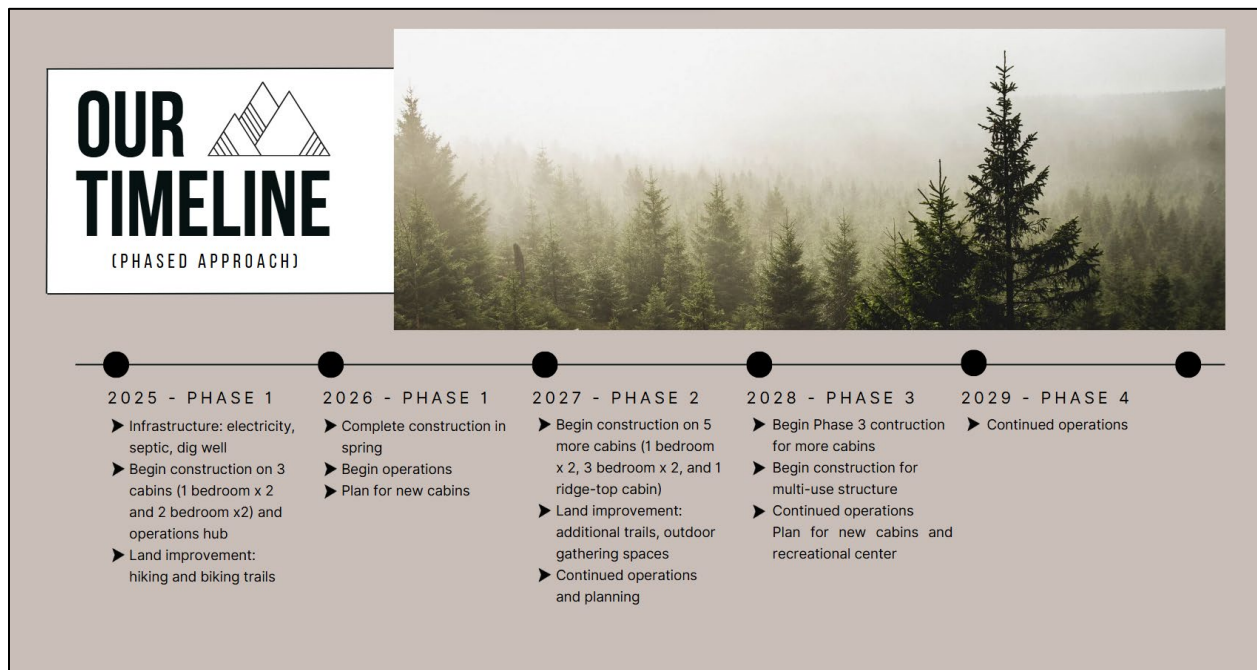 OUR
TIMELINE
(PHASED APPROACH)
2025 - PHASE 1
Infrastructure: electricity,
septic, dig well
Begin construction on 3
cabins (1 bedroom x 2
and 2 bedroom x2) and
operations hub
Land improvement:
hiking and biking trails
2026 - PHASE 1
Complete construction in
spring
Begin operations
Plan for new cabins
2027 - PHASE 2
Begin construction on 5
more cabins (1 bedroom
x 2, 3 bedroom x 2, and 1
ridge-top cabin)
Land improvement:
additional trails, outdoor
gathering spaces
Continued operations
and planning
2028 - PHASE 3
Begin Phase 3 contruction
for more cabins
Begin construction for
multi-use structure
Continued operations
Plan for new cabins and
recreational center
2029 - PHASE 4
Continued operations